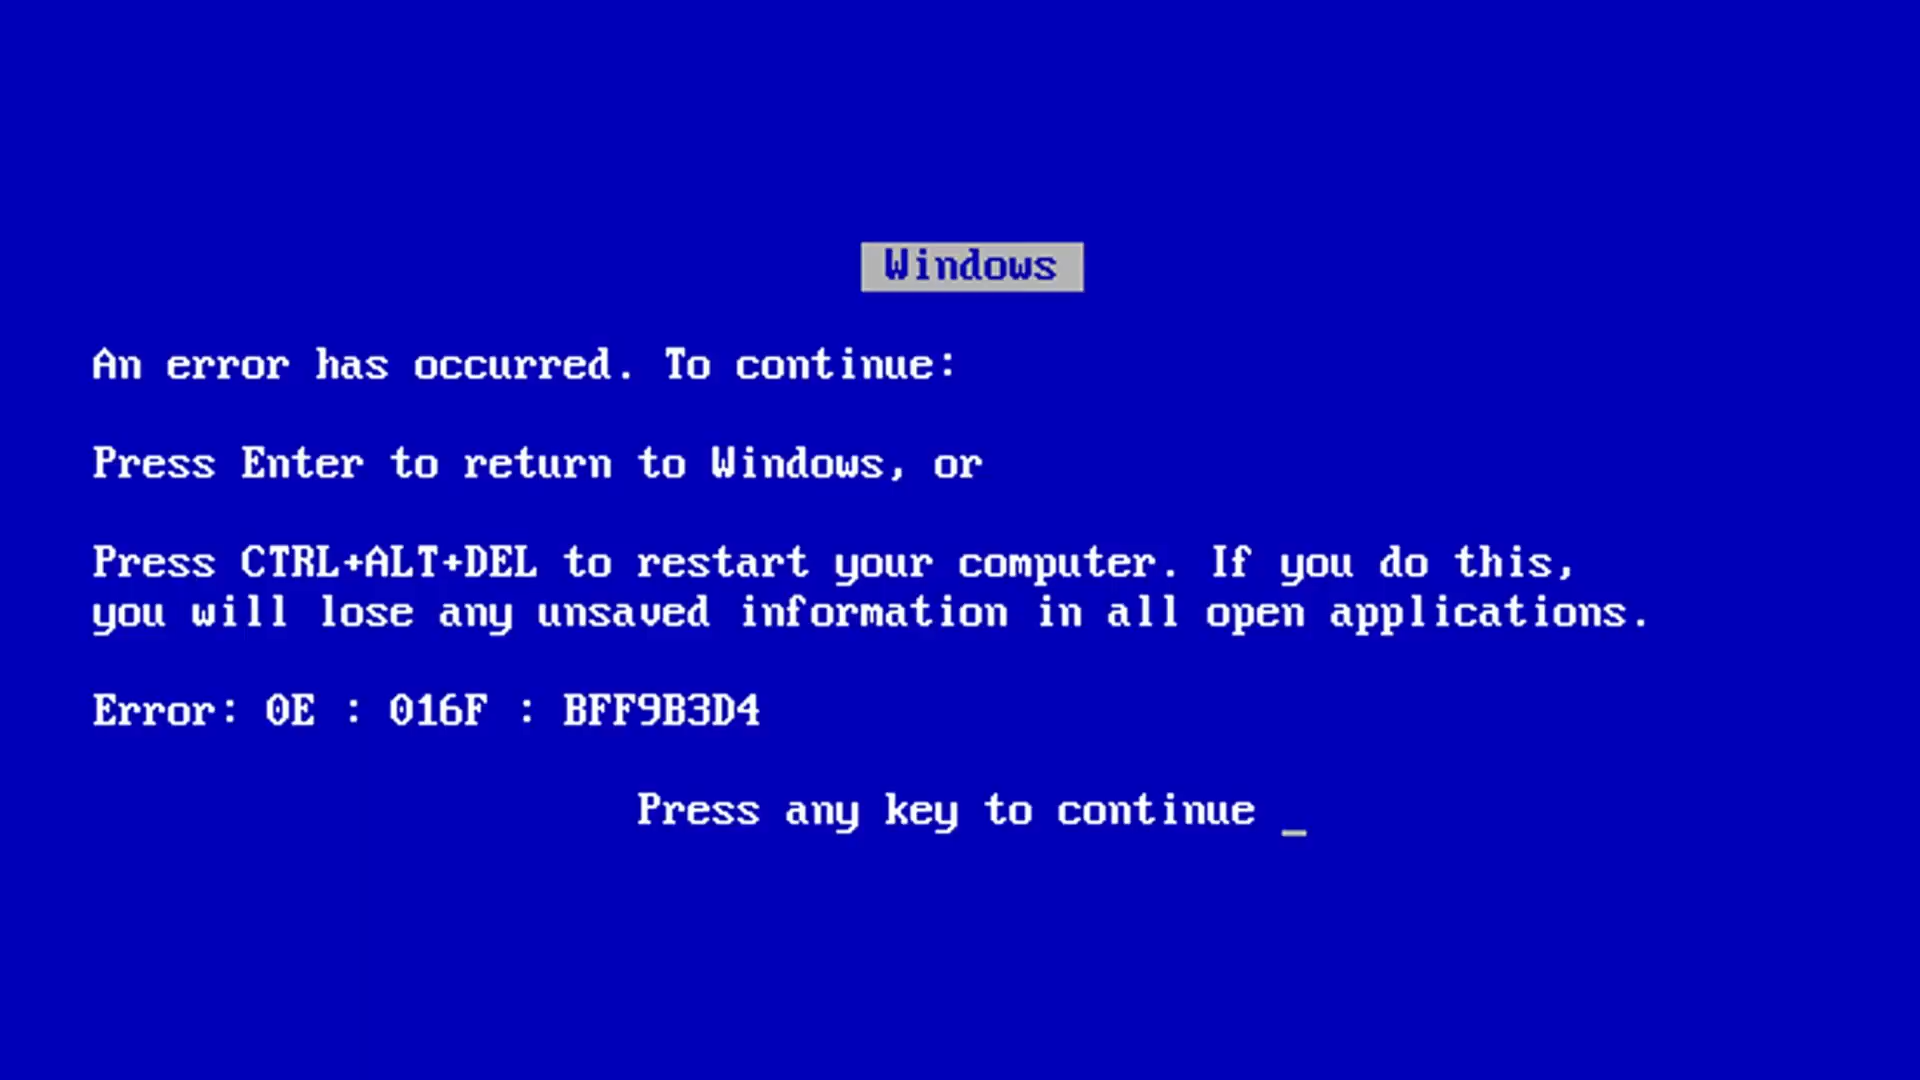 Windows
An error has occurred. To continue:
Press Enter to return to Windows, or
Press CTRL+ALT+DEL to restart your computer. If you do this,
you will lose any unsaved information in all open applications.
Error: 0E : 016F : BFF9B3D4
Press any key to continue _